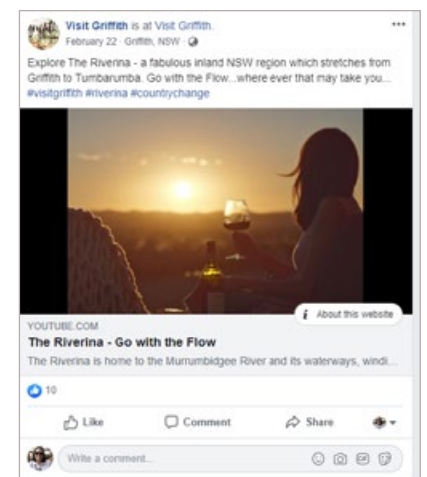 Visit Griffith is at Visit Griffith.
February 22 · Griffith, NSW ·
Explore The Riverina - a fabulous inland NSW region which stretches from
Griffith to Tumbarumba. Go with the Flow...where ever that may take you...
#visitgriffith #riverina #countrychange
i About this website
YOUTUBE.COM
The Riverina - Go with the Flow
The Riverina is home to the Murrumbidgee River and its waterways, windi...
10
Like Comment Share
Write a comment...
GIF